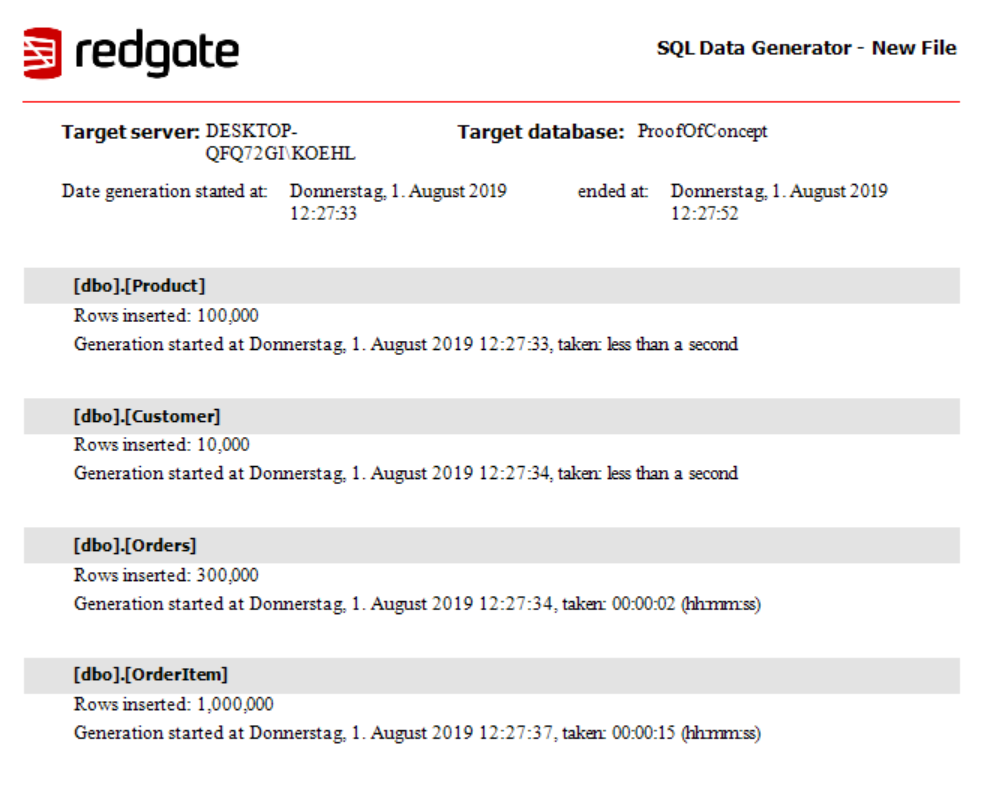 redgate
SQL Data Generator - New File
Target server: DESKTOP-
QFQ72GI\KOEHL
Target database: ProofOfConcept
Date generation started at: Donnerstag, 1. August 2019
12:27:33
ended at: Donnerstag, 1. August 2019
12:27:52
[dbo].[Product]
Rows inserted: 100,000
Generation started at Donnerstag, 1. August 2019 12:27:33, taken: less than a second
[dbo].[Customer]
Rows inserted: 10,000
Generation started at Donnerstag, 1. August 2019 12:27:34, taken: less than a second
[dbo].[Orders]
Rows inserted: 300,000
Generation started at Donnerstag, 1. August 2019 12:27:34, taken: 00:00:02 (hh:mm:ss)
[dbo].[OrderItem]
Rows inserted: 1,000,000
Generation started at Donnerstag, 1. August 2019 12:27:37, taken: 00:00:15 (hh:mm:ss)